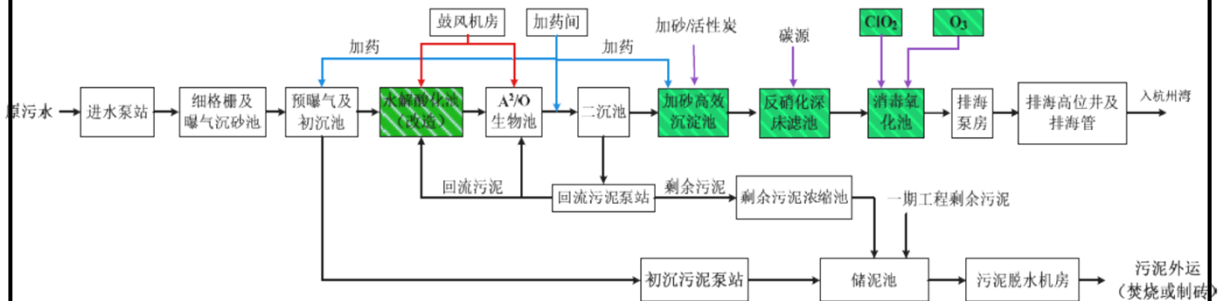 鼓风机房
加药间
加药
加药
加砂/活性炭
碳源
ClO₂
O₃
原污水
进水泵站
细格栅及
曝气沉砂池
预曝气及
初沉池
水解酸化池
(改造)
A²/O
生物池
二沉池
加砂高效
沉淀池
反硝化深
床滤池
消毒氧
化池
排海
泵房
排海高位井及
排海管
入杭州湾
回流污泥
回流污泥泵站
剩余污泥
剩余污泥浓缩池
一期工程剩余污泥
初沉污泥泵站
储泥池
污泥脱水机房
污泥外运
(焚烧或制砖)